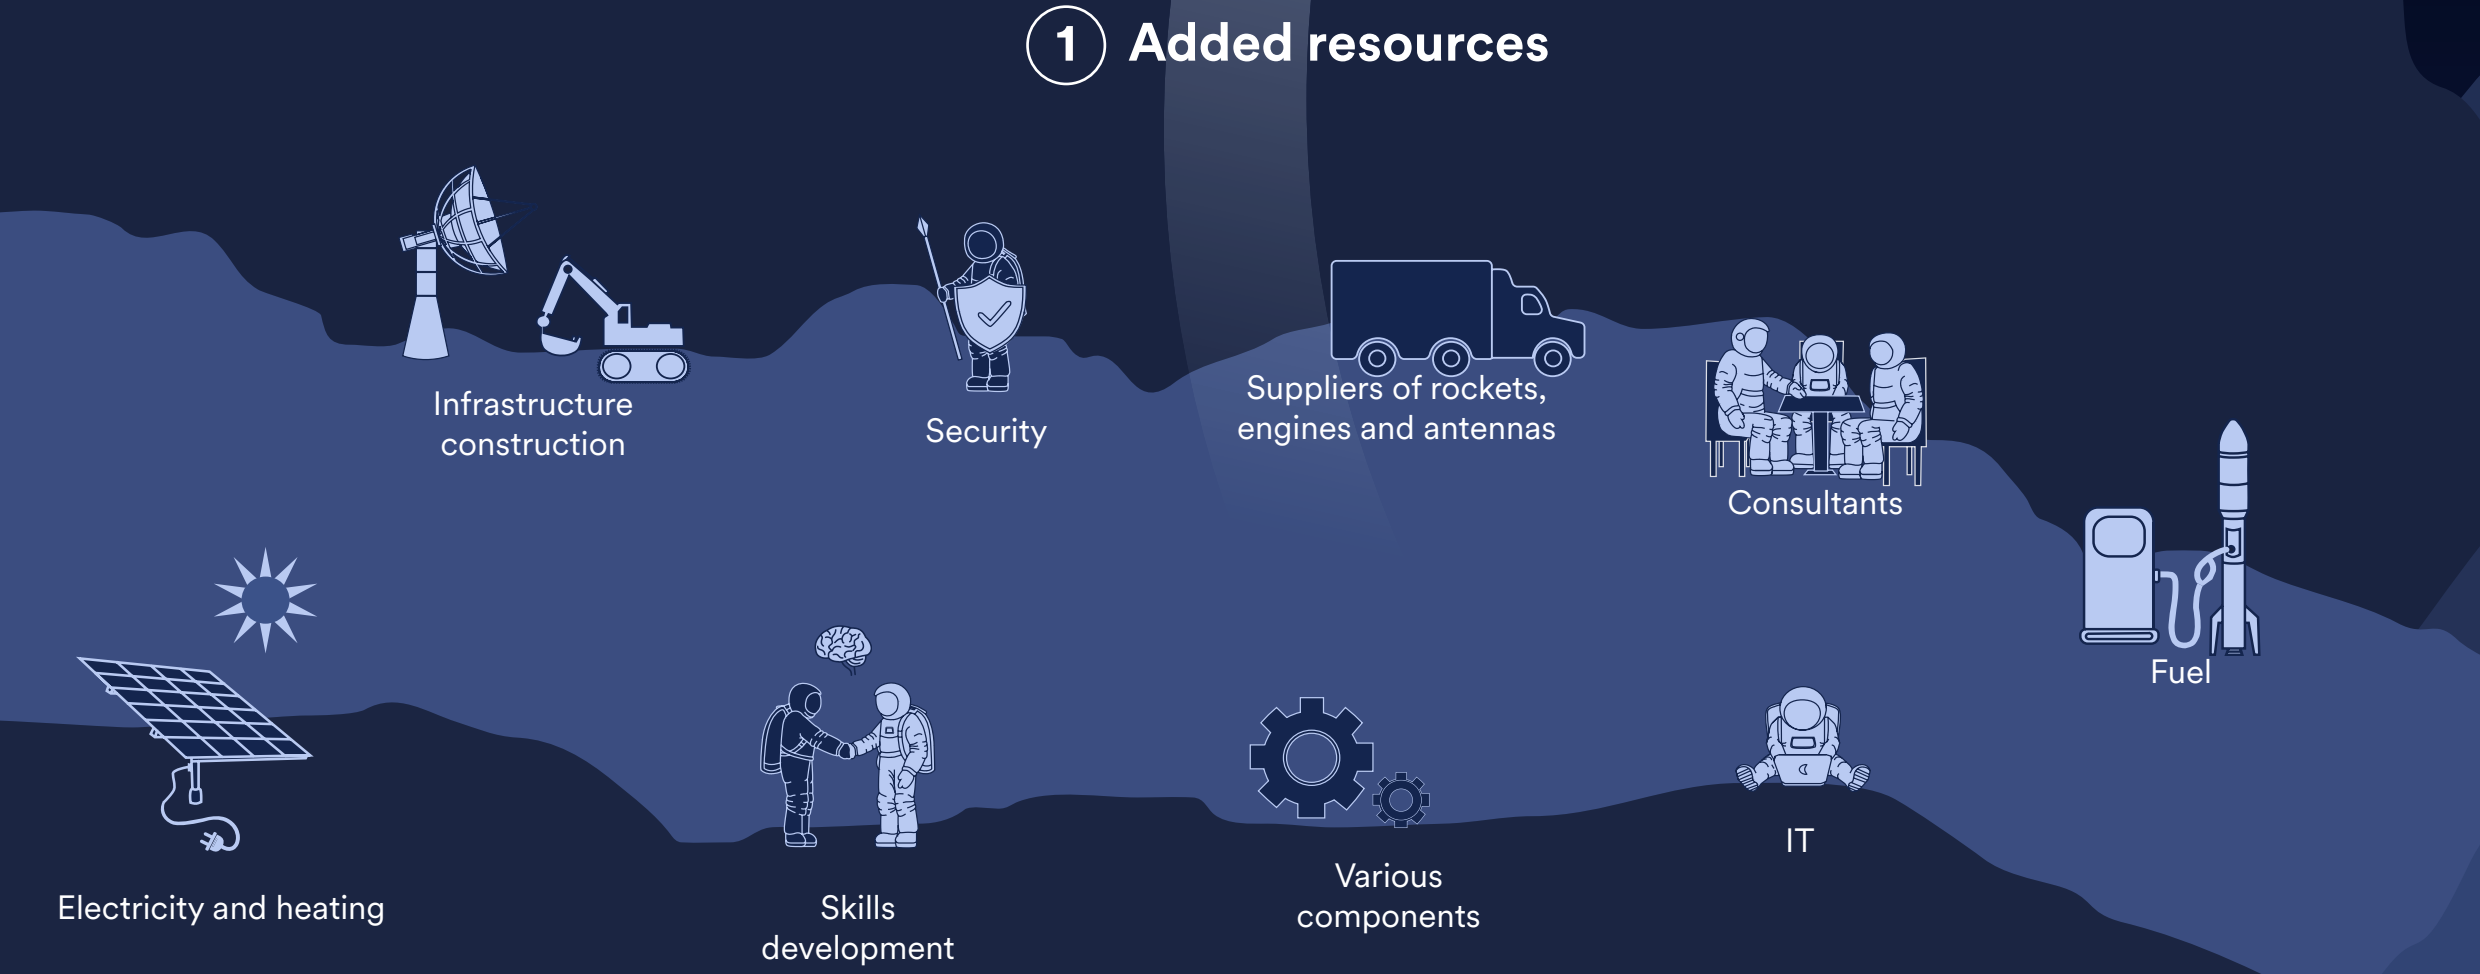 1 Added resources
Infrastructure
construction
Security
Suppliers of rockets,
engines and antennas
Consultants
Fuel
Electricity and heating
Skills
development
Various
components
IT